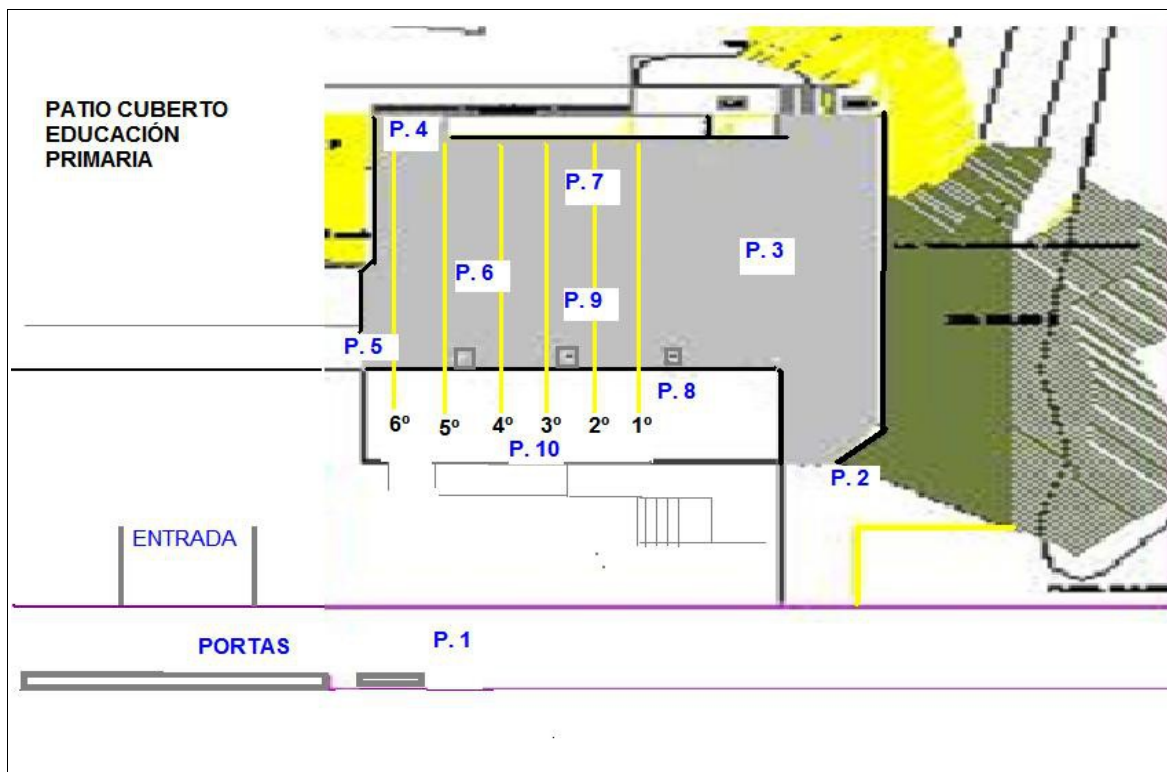 PATIO CUBERTO
EDUCACIÓN
PRIMARIA
P. 4
P. 7
P. 3
P. 6
P. 9
P. 5
P. 8
6º 5º 4º 3º 2º 1º
P. 10
P. 2
ENTRADA
PORTAS
P. 1